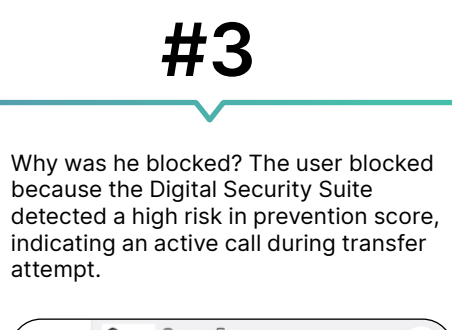 #3
Why was he blocked? The user blocked
because the Digital Security Suite
detected a high risk in prevention score,
indicating an active call during transfer
attempt.